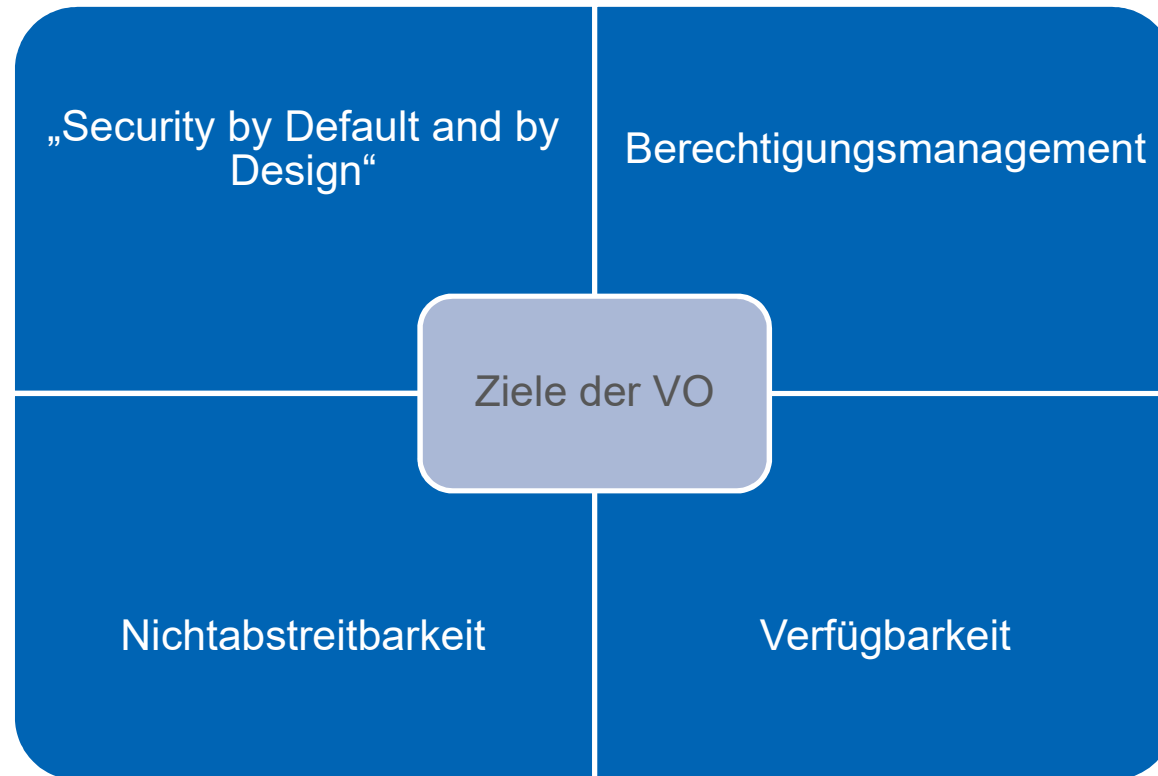 „Security by Default and by
Design“
Berechtigungsmanagement
Ziele der VO
Nichtabstreitbarkeit
Verfügbarkeit